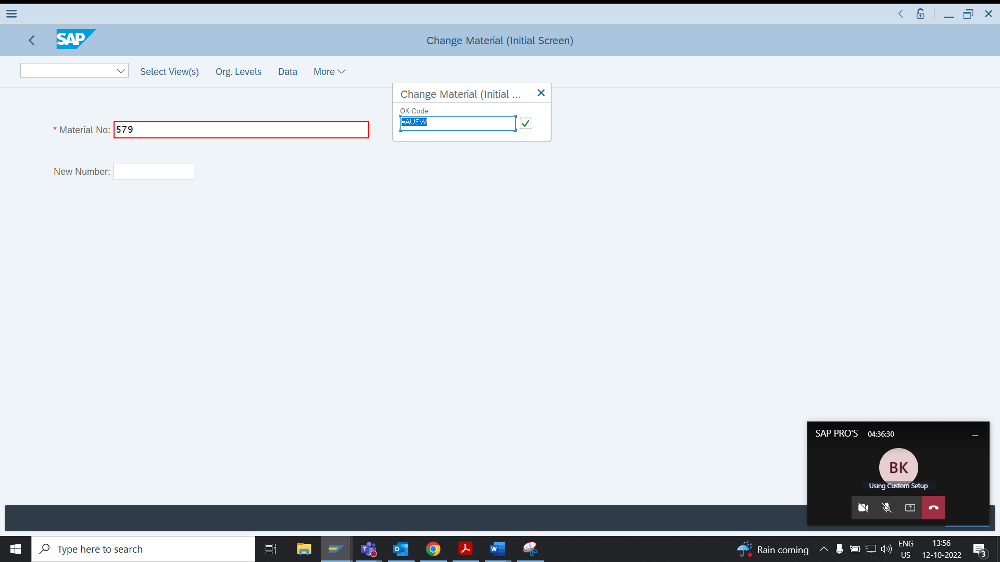 SAP
Change Material (Initial Screen)
Select View(s) Org. Levels Data More
Change Material (Initial ...
OK-Code
=AUSW
* Material No: 579
New Number:
SAP PRO'S 04:36:30
BK
Using Custom Setup
Type here to search
T
O
W
Rain coming
ENG
US
13:56
12-10-2022
3